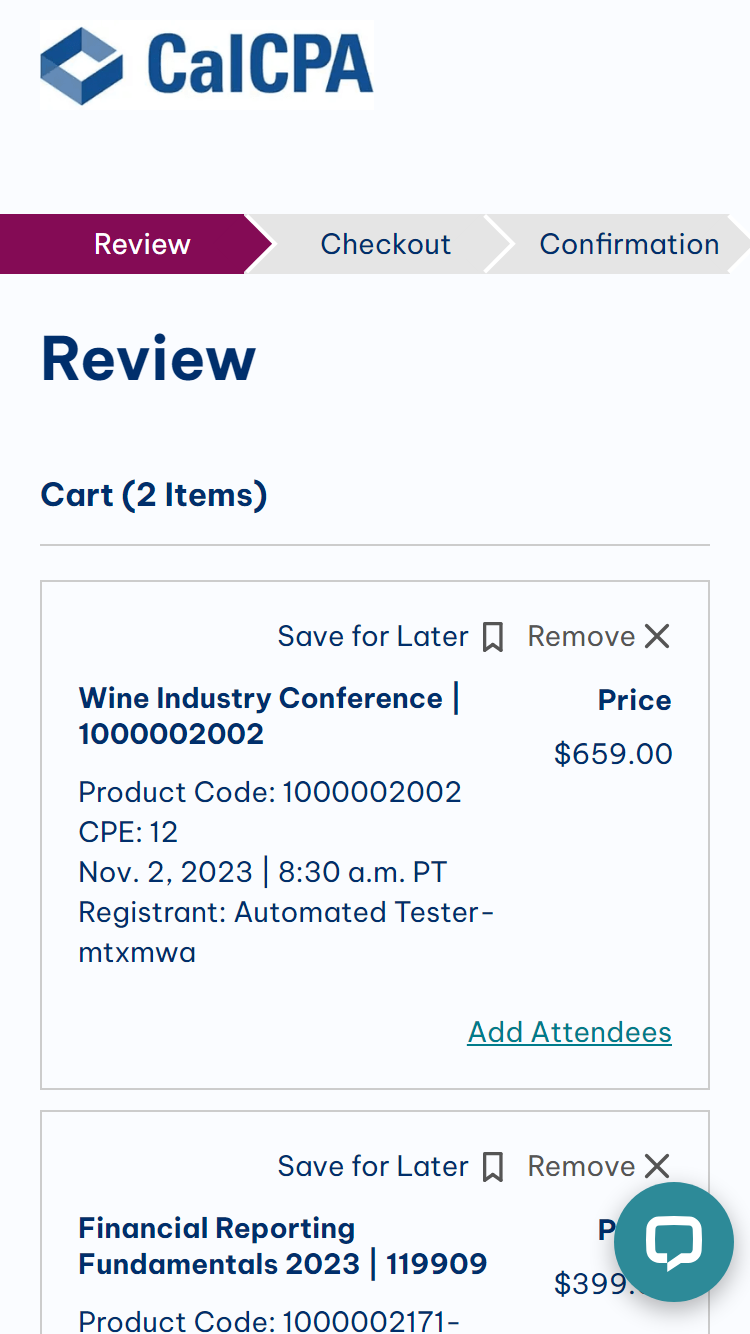 CalCPA
Review
Checkout
Confirmation
Review
Cart (2 Items)
Save for Later
Remove
Wine Industry Conference |
1000002002
Price
$659.00
Product Code: 1000002002
CPE: 12
Nov. 2, 2023 | 8:30 a.m. PT
Registrant: Automated Tester-
mtxmwa
Add Attendees
Save for Later
Remove
Financial Reporting
Fundamentals 2023 | 119909
$399.
Product Code: 1000002171-